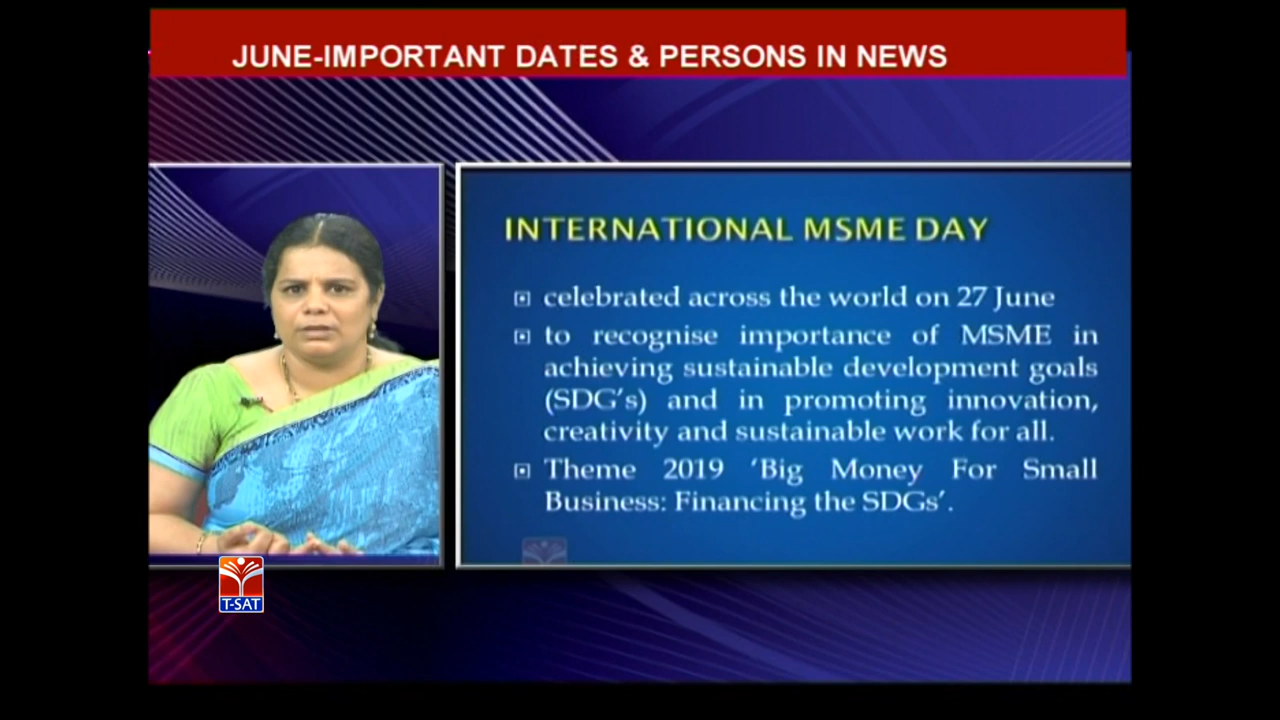 JUNE-IMPORTANT DATES & PERSONS IN NEWS
INTERNATIONAL MSME DAY
celebrated across the world on 27 June
to recognise importance of MSME in
achieving sustainable development goals
(SDG's) and in promoting innovation,
creativity and sustainable work for all.
Theme 2019 'Big Money For Small
Business: Financing the SDGs'.
T-SAT